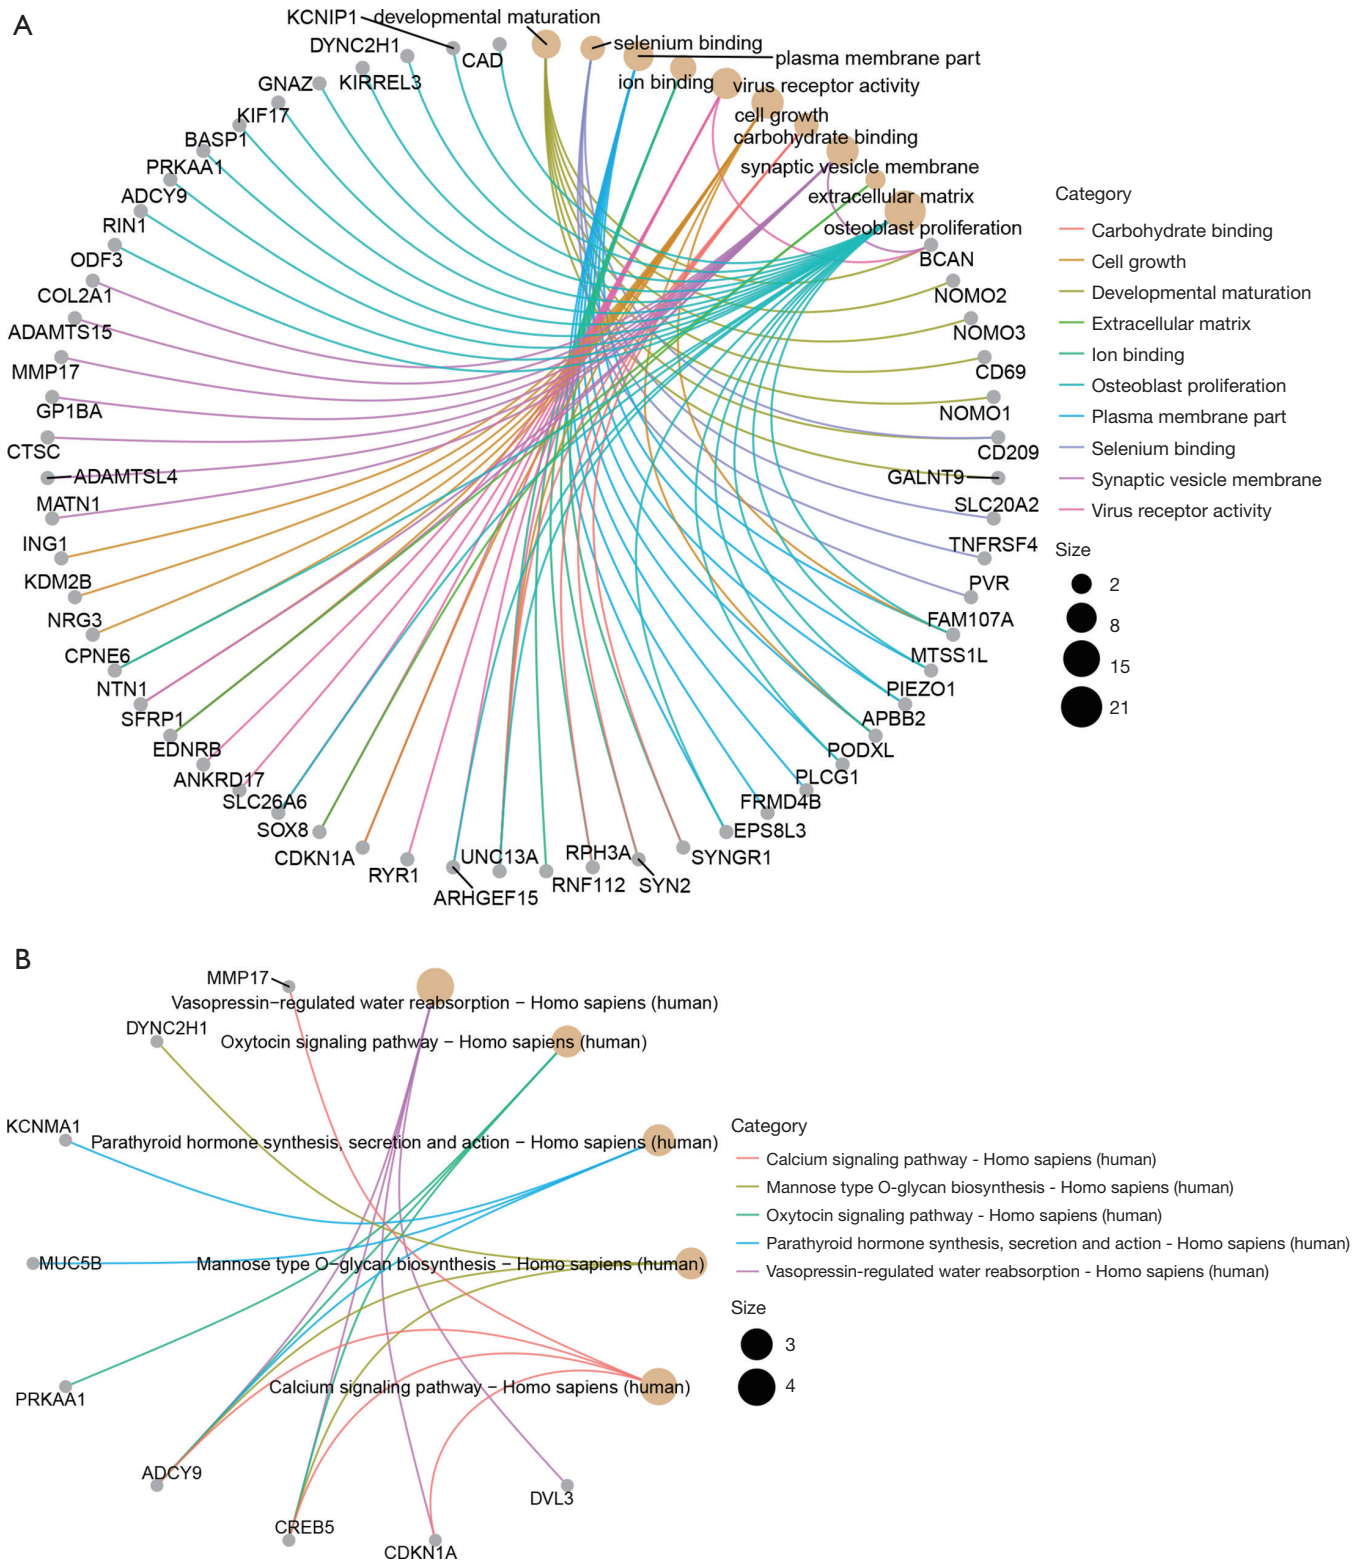 A
KCNIP1
developmental maturation
DYNC2H1
CAD
selenium binding
plasma membrane part
GNAZ
KIRREL3
ion binding
virus receptor activity
KIF17
cell growth
BASP1
carbohydrate binding
PRKAA1
synaptic vesicle membrane
ADCY9
extracellular matrix
RIN1
osteoblast proliferation
ODF3
BCAN
COL2A1
NOMO2
ADAMTS15
NOMO3
MMP17
CD69
GP1BA
NOMO1
CTSC
CD209
ADAMTSL4
GALNT9
MATN1
SLC20A2
ING1
TNFRSF4
KDM2B
PVR
NRG3
FAM107A
CPNE6
MTSS1L
NTN1
PIEZO1
SFRP1
APBB2
EDNRB
PODXL
ANKRD17
PLCG1
SLC26A6
FRMD4B
SOX8
EPS8L3
CDKN1A
UNC13A
RPH3A
SYNGR1
RYR1
ARHGEF15
RNF112
SYN2
Category
Carbohydrate binding
Cell growth
Developmental maturation
Extracellular matrix
Ion binding
Osteoblast proliferation
Plasma membrane part
Selenium binding
Synaptic vesicle membrane
Virus receptor activity
Size
2
8
15
21
B
MMP17
Vasopressin−regulated water reabsorption − Homo sapiens (human)
DYNC2H1
Oxytocin signaling pathway − Homo sapiens (human)
KCNMA1
Parathyroid hormone synthesis, secretion and action − Homo sapiens (human)
MUC5B
Mannose type O−glycan biosynthesis − Homo sapiens (human)
PRKAA1
Calcium signaling pathway − Homo sapiens (human)
ADCY9
DVL3
CREB5
CDKN1A
Category
Calcium signaling pathway - Homo sapiens (human)
Mannose type O-glycan biosynthesis - Homo sapiens (human)
Oxytocin signaling pathway - Homo sapiens (human)
Parathyroid hormone synthesis, secretion and action - Homo sapiens (human)
Vasopressin-regulated water reabsorption - Homo sapiens (human)
Size
3
4